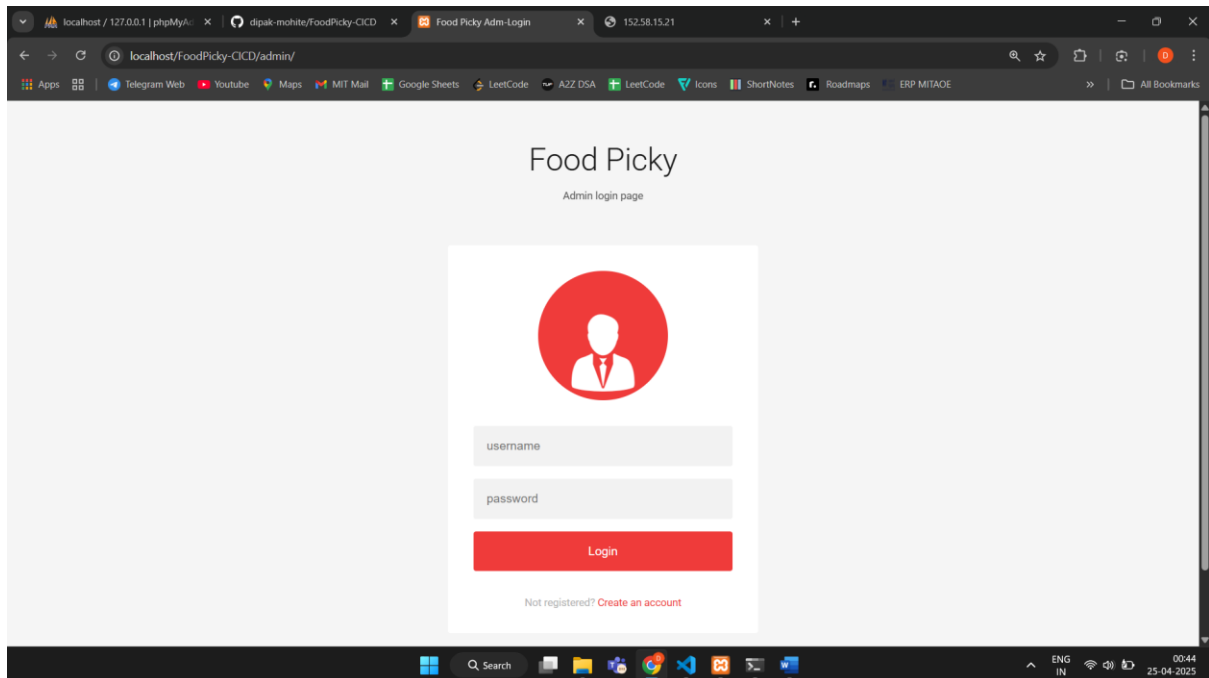 localhost / 127.0.0.1 | phpMyAd
dipak-mohite/FoodPicky-CICD
Food Picky Adm-Login
152.58.15.21
localhost/FoodPicky-CICD/admin/
D
Apps
Telegram Web
Youtube
Maps
MIT Mail
Google Sheets
LeetCode
A2Z DSA
LeetCode
Icons
ShortNotes
Roadmaps
ERP MITAOE
All Bookmarks
Food Picky
Admin login page
username
password
Login
Not registered? Create an account
Search
ENG
IN
00:44
25-04-2025